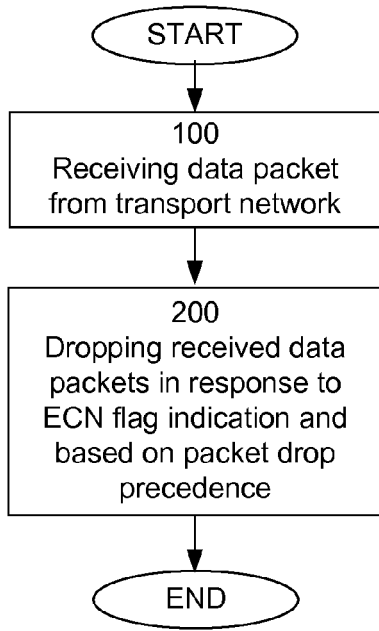 START
100
Receiving data packet
from transport network
200
Dropping received data
packets in response to
ECN flag indication and
based on packet drop
precedence
END